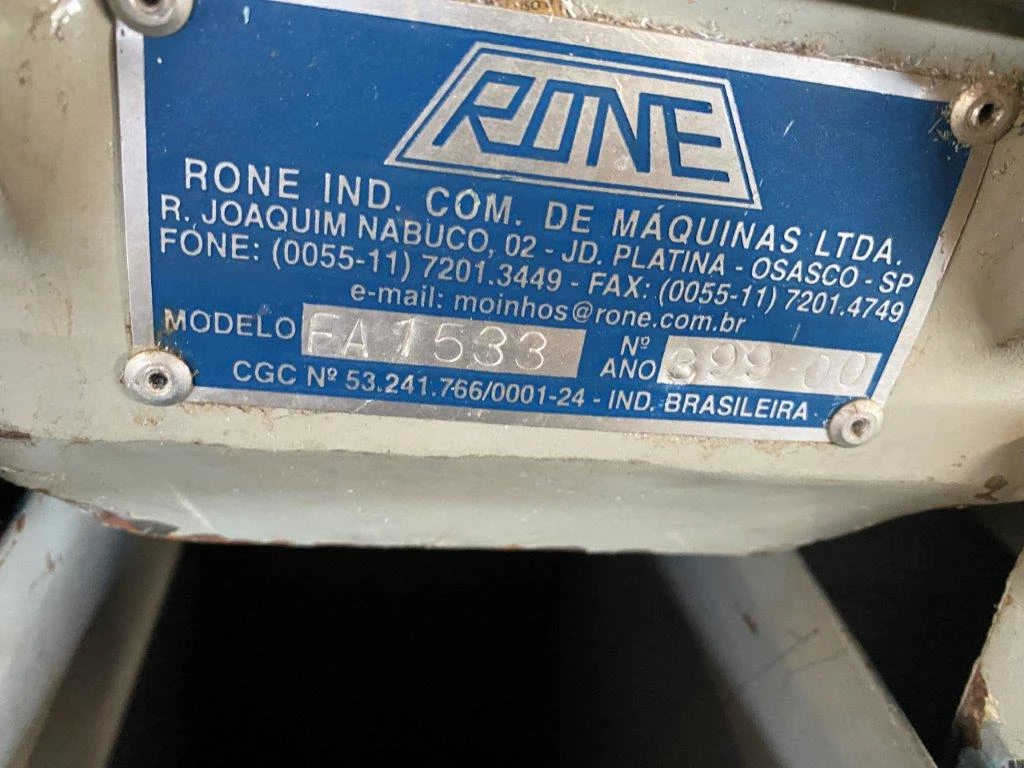 RONE
RONE IND. COM. DE MÁQUINAS LTDA.
R. JOAQUIM NABUCO, 02 - JD. PLATINA - OSASCO - SP
FONE: (0055-11) 7201.3449 - FAX: (0055-11) 7201.4749
e-mail: moinhos@rone.com.br
MODELO FA 1533 Nº ANO 399-00
CGC Nº 53.241.766/0001-24 - IND. BRASILEIRA